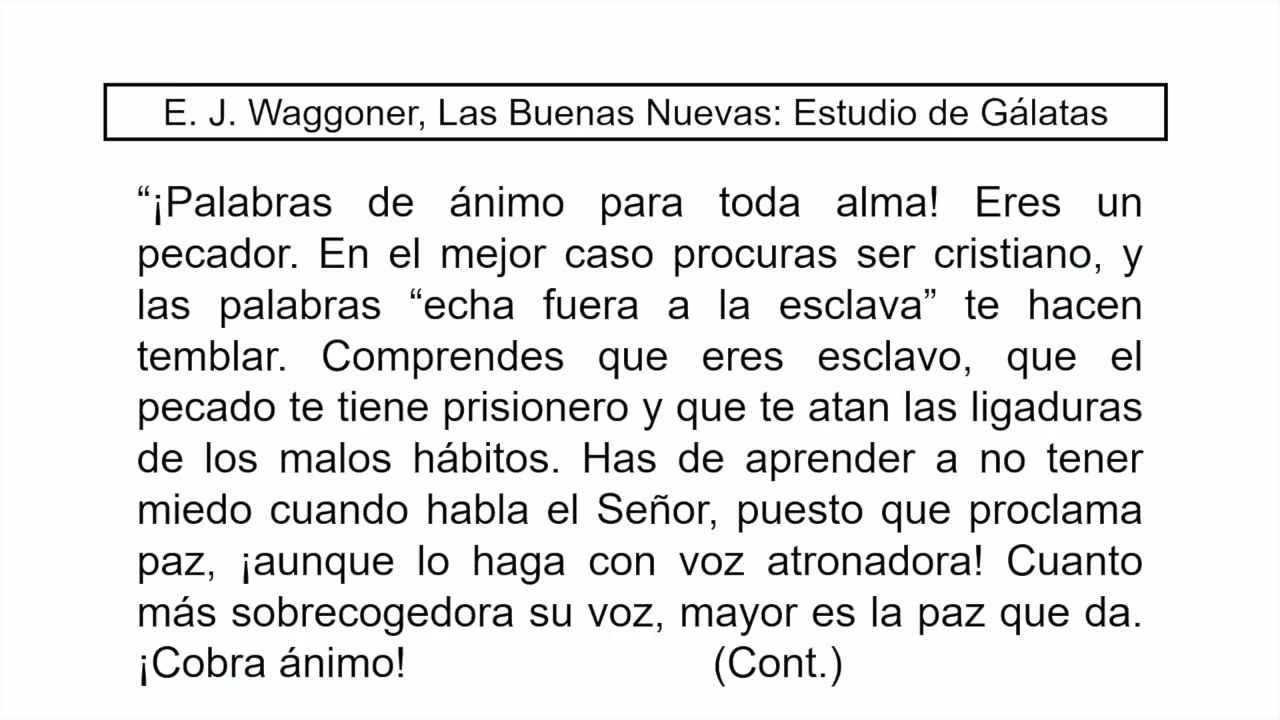 E. J. Waggoner, Las Buenas Nuevas: Estudio de Gálatas
“¡Palabras de ánimo para toda alma! Eres un
pecador. En el mejor caso procuras ser cristiano, y
las palabras “echa fuera a la esclava” te hacen
temblar. Comprendes que eres esclavo, que el
pecado te tiene prisionero y que te atan las ligaduras
de los malos hábitos. Has de aprender a no tener
miedo cuando habla el Señor, puesto que proclama
paz, ¡aunque lo haga con voz atronadora! Cuanto
más sobrecogedora su voz, mayor es la paz que da.
¡Cobra ánimo! (Cont.)